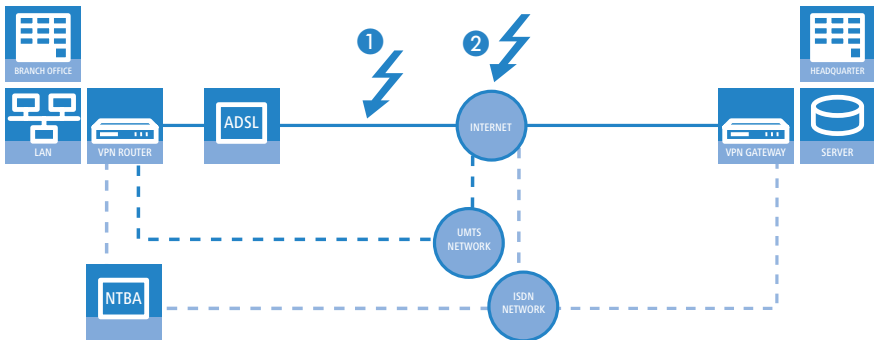 BRANCH OFFICE
HEADQUARTER
1
2
ADSL
INTERNET
LAN
VPN ROUTER
VPN GATEWAY
SERVER
UMTS
NETWORK
NTBA
ISDN
NETWORK